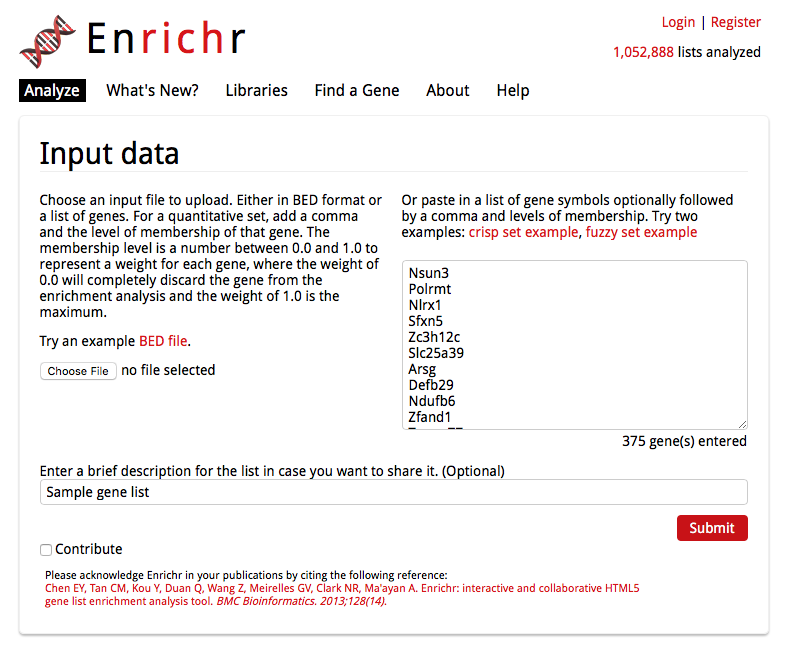 Enrichr
Login | Register
1,052,888 lists analyzed
Analyze What's New? Libraries Find a Gene About Help
Input data
Choose an input file to upload. Either in BED format or
a list of genes. For a quantitative set, add a comma
and the level of membership of that gene. The
membership level is a number between 0.0 and 1.0 to
represent a weight for each gene, where the weight of
0.0 will completely discard the gene from the
enrichment analysis and the weight of 1.0 is the
maximum.
Try an example BED file.
Choose File no file selected
Or paste in a list of gene symbols optionally followed
by a comma and levels of membership. Try two
examples: crisp set example, fuzzy set example
Nsun3
Polrmt
Nlrx1
Sfxn5
Zc3h12c
Slc25a39
Arsg
Defb29
Ndufb6
Zfand1
375 gene(s) entered
Enter a brief description for the list in case you want to share it. (Optional)
Sample gene list
Submit
Contribute
Please acknowledge Enrichr in your publications by citing the following reference:
Chen EY, Tan CM, Kou Y, Duan Q, Wang Z, Meirelles GV, Clark NR, Ma'ayan A. Enrichr: interactive and collaborative HTML5
gene list enrichment analysis tool. BMC Bioinformatics. 2013;128(14).